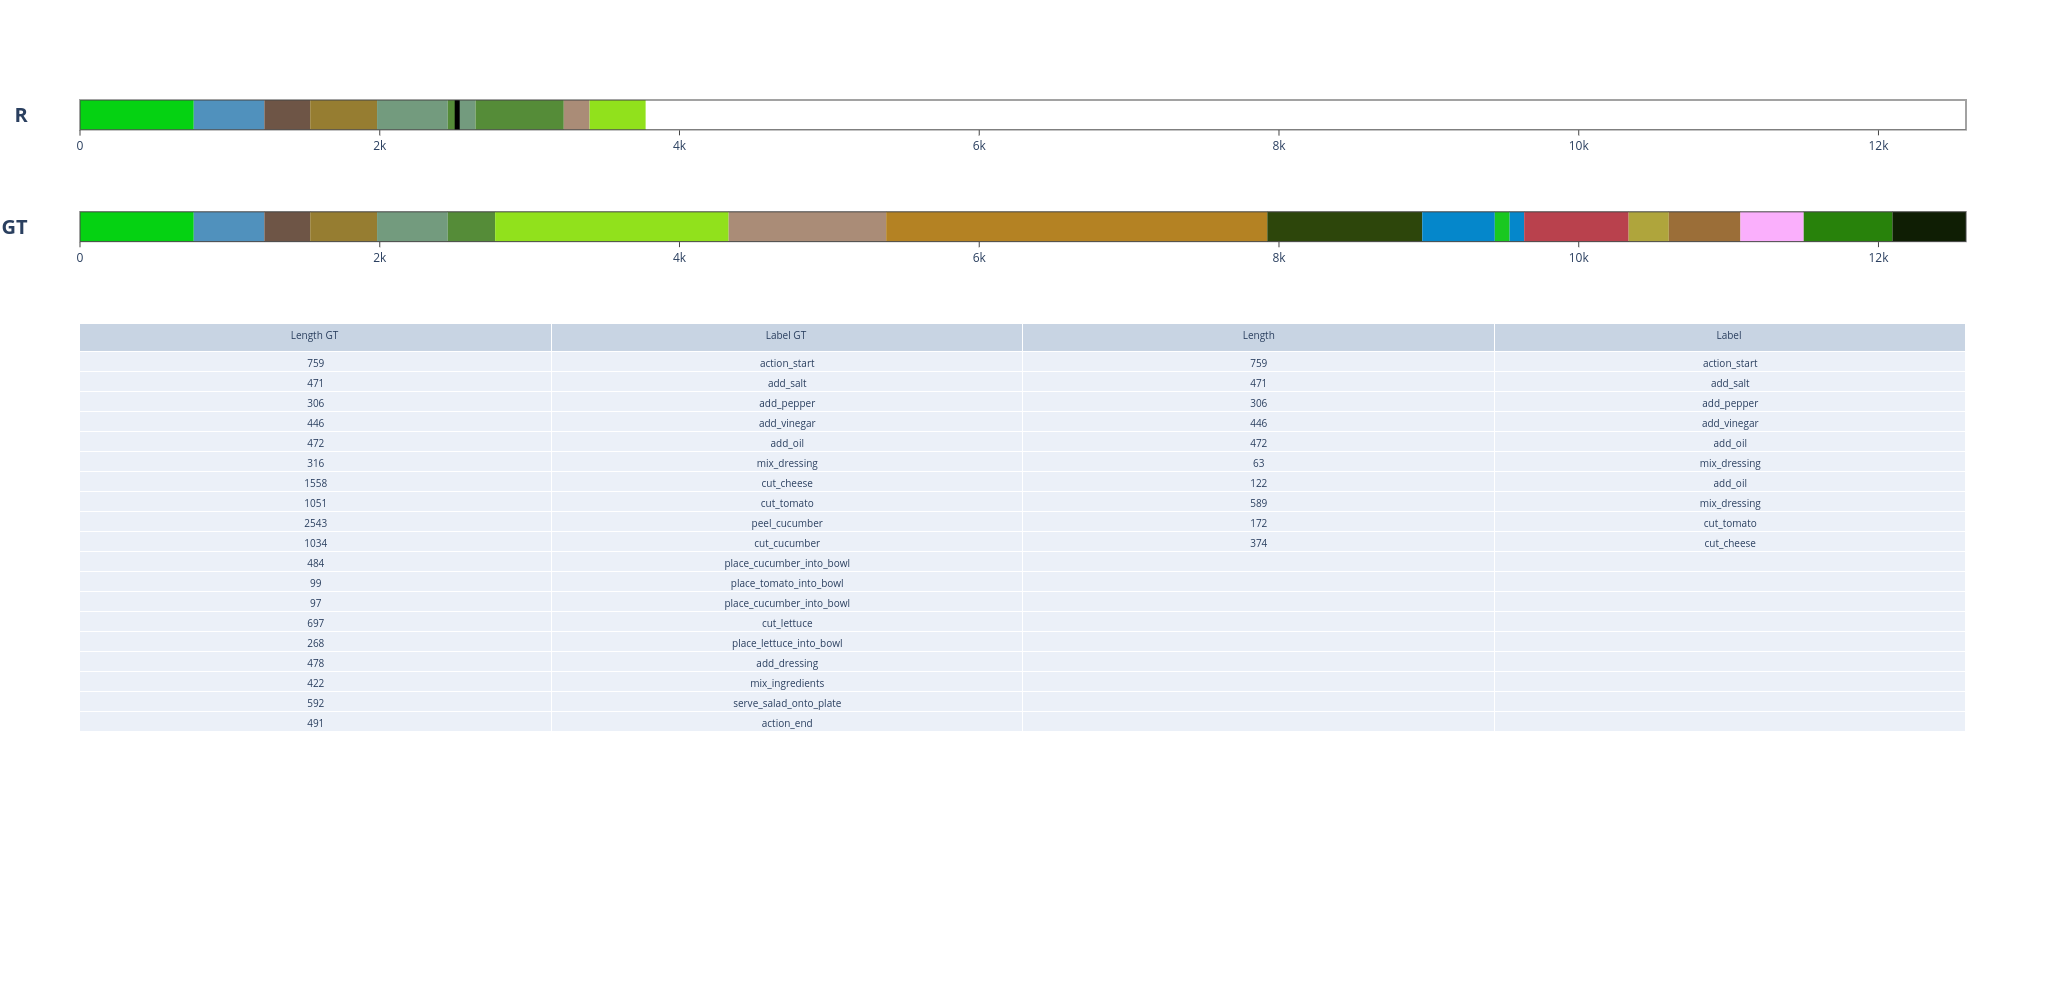 R
0 2k 4k 6k 8k 10k 12k
GT
0 2k 4k 6k 8k 10k 12k
Length GT Label GT Length Label
759 action_start 759 action_start
471 add_salt 471 add_salt
306 add_pepper 306 add_pepper
446 add_vinegar 446 add_vinegar
472 add_oil 472 add_oil
316 mix_dressing 63 mix_dressing
1558 cut_cheese 122 add_oil
1051 cut_tomato 589 mix_dressing
2543 peel_cucumber 172 cut_tomato
1034 cut_cucumber 374 cut_cheese
484 place_cucumber_into_bowl
99 place_tomato_into_bowl
97 place_cucumber_into_bowl
697 cut_lettuce
268 place_lettuce_into_bowl
478 add_dressing
422 mix_ingredients
592 serve_salad_onto_plate
491 action_end